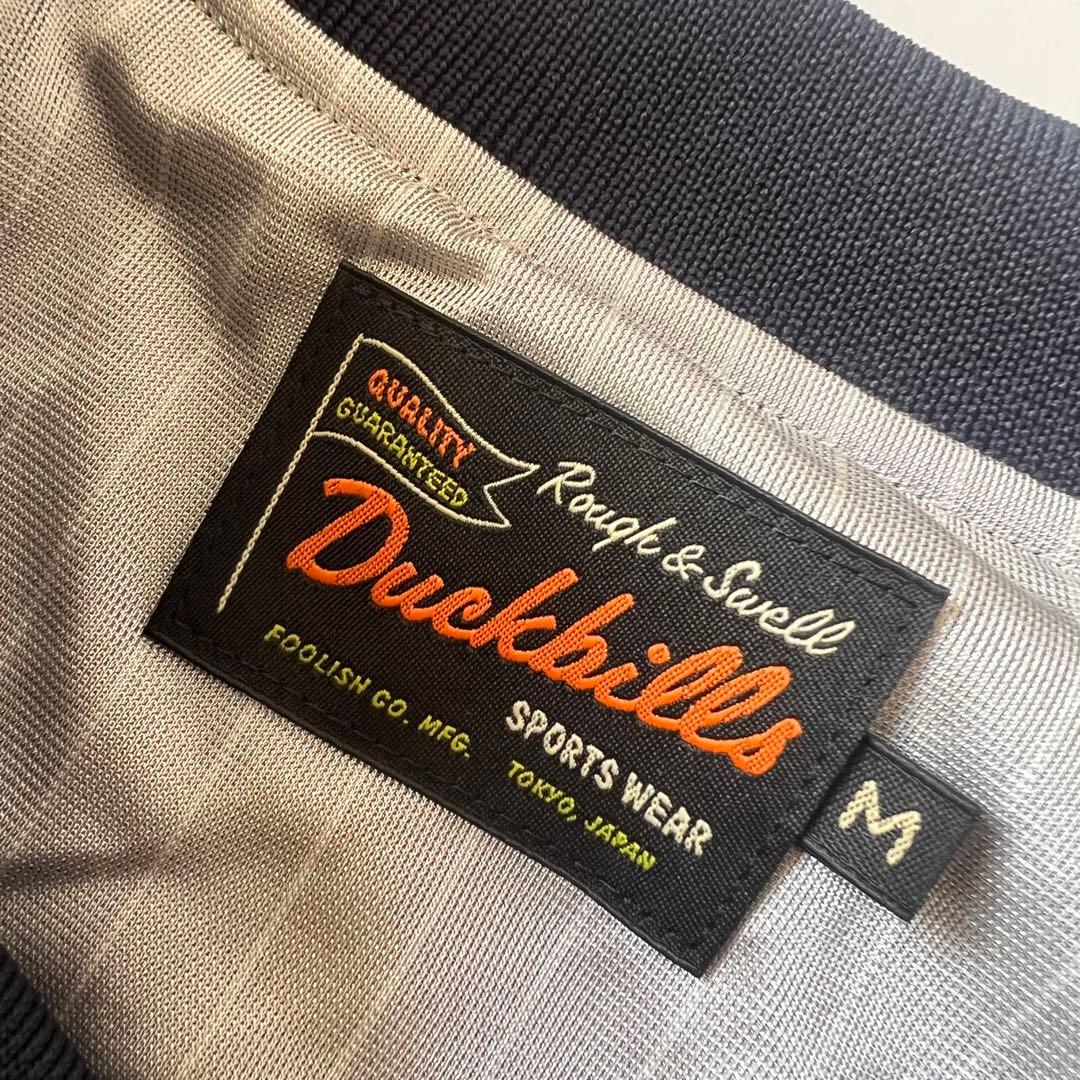 QUALITY
GUARANTEED
Rough & Swell
Duckbills
SPORTS WEAR
FOOLISH CO. MFG. TOKYO, JAPAN
M